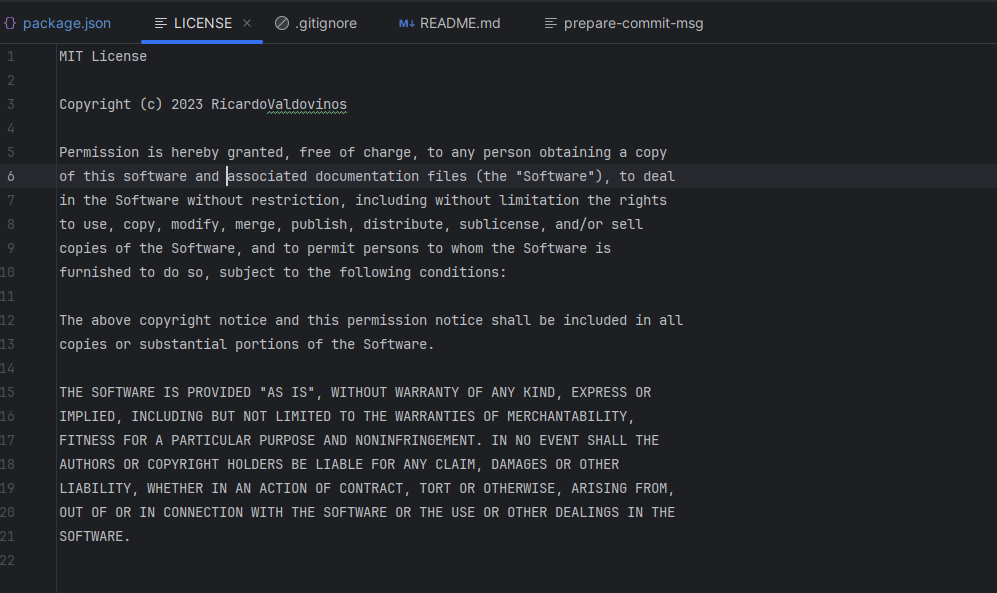 {} package.json LICENSE × .gitignore M↓ README.md prepare-commit-msg
1 MIT License
2
3 Copyright (c) 2023 RicardoValdovinos
4
5 Permission is hereby granted, free of charge, to any person obtaining a copy
6 of this software and associated documentation files (the "Software"), to deal
7 in the Software without restriction, including without limitation the rights
8 to use, copy, modify, merge, publish, distribute, sublicense, and/or sell
9 copies of the Software, and to permit persons to whom the Software is
10 furnished to do so, subject to the following conditions:
11
12 The above copyright notice and this permission notice shall be included in all
13 copies or substantial portions of the Software.
14
15 THE SOFTWARE IS PROVIDED "AS IS", WITHOUT WARRANTY OF ANY KIND, EXPRESS OR
16 IMPLIED, INCLUDING BUT NOT LIMITED TO THE WARRANTIES OF MERCHANTABILITY,
17 FITNESS FOR A PARTICULAR PURPOSE AND NONINFRINGEMENT. IN NO EVENT SHALL THE
18 AUTHORS OR COPYRIGHT HOLDERS BE LIABLE FOR ANY CLAIM, DAMAGES OR OTHER
19 LIABILITY, WHETHER IN AN ACTION OF CONTRACT, TORT OR OTHERWISE, ARISING FROM,
20 OUT OF OR IN CONNECTION WITH THE SOFTWARE OR THE USE OR OTHER DEALINGS IN THE
21 SOFTWARE.
22